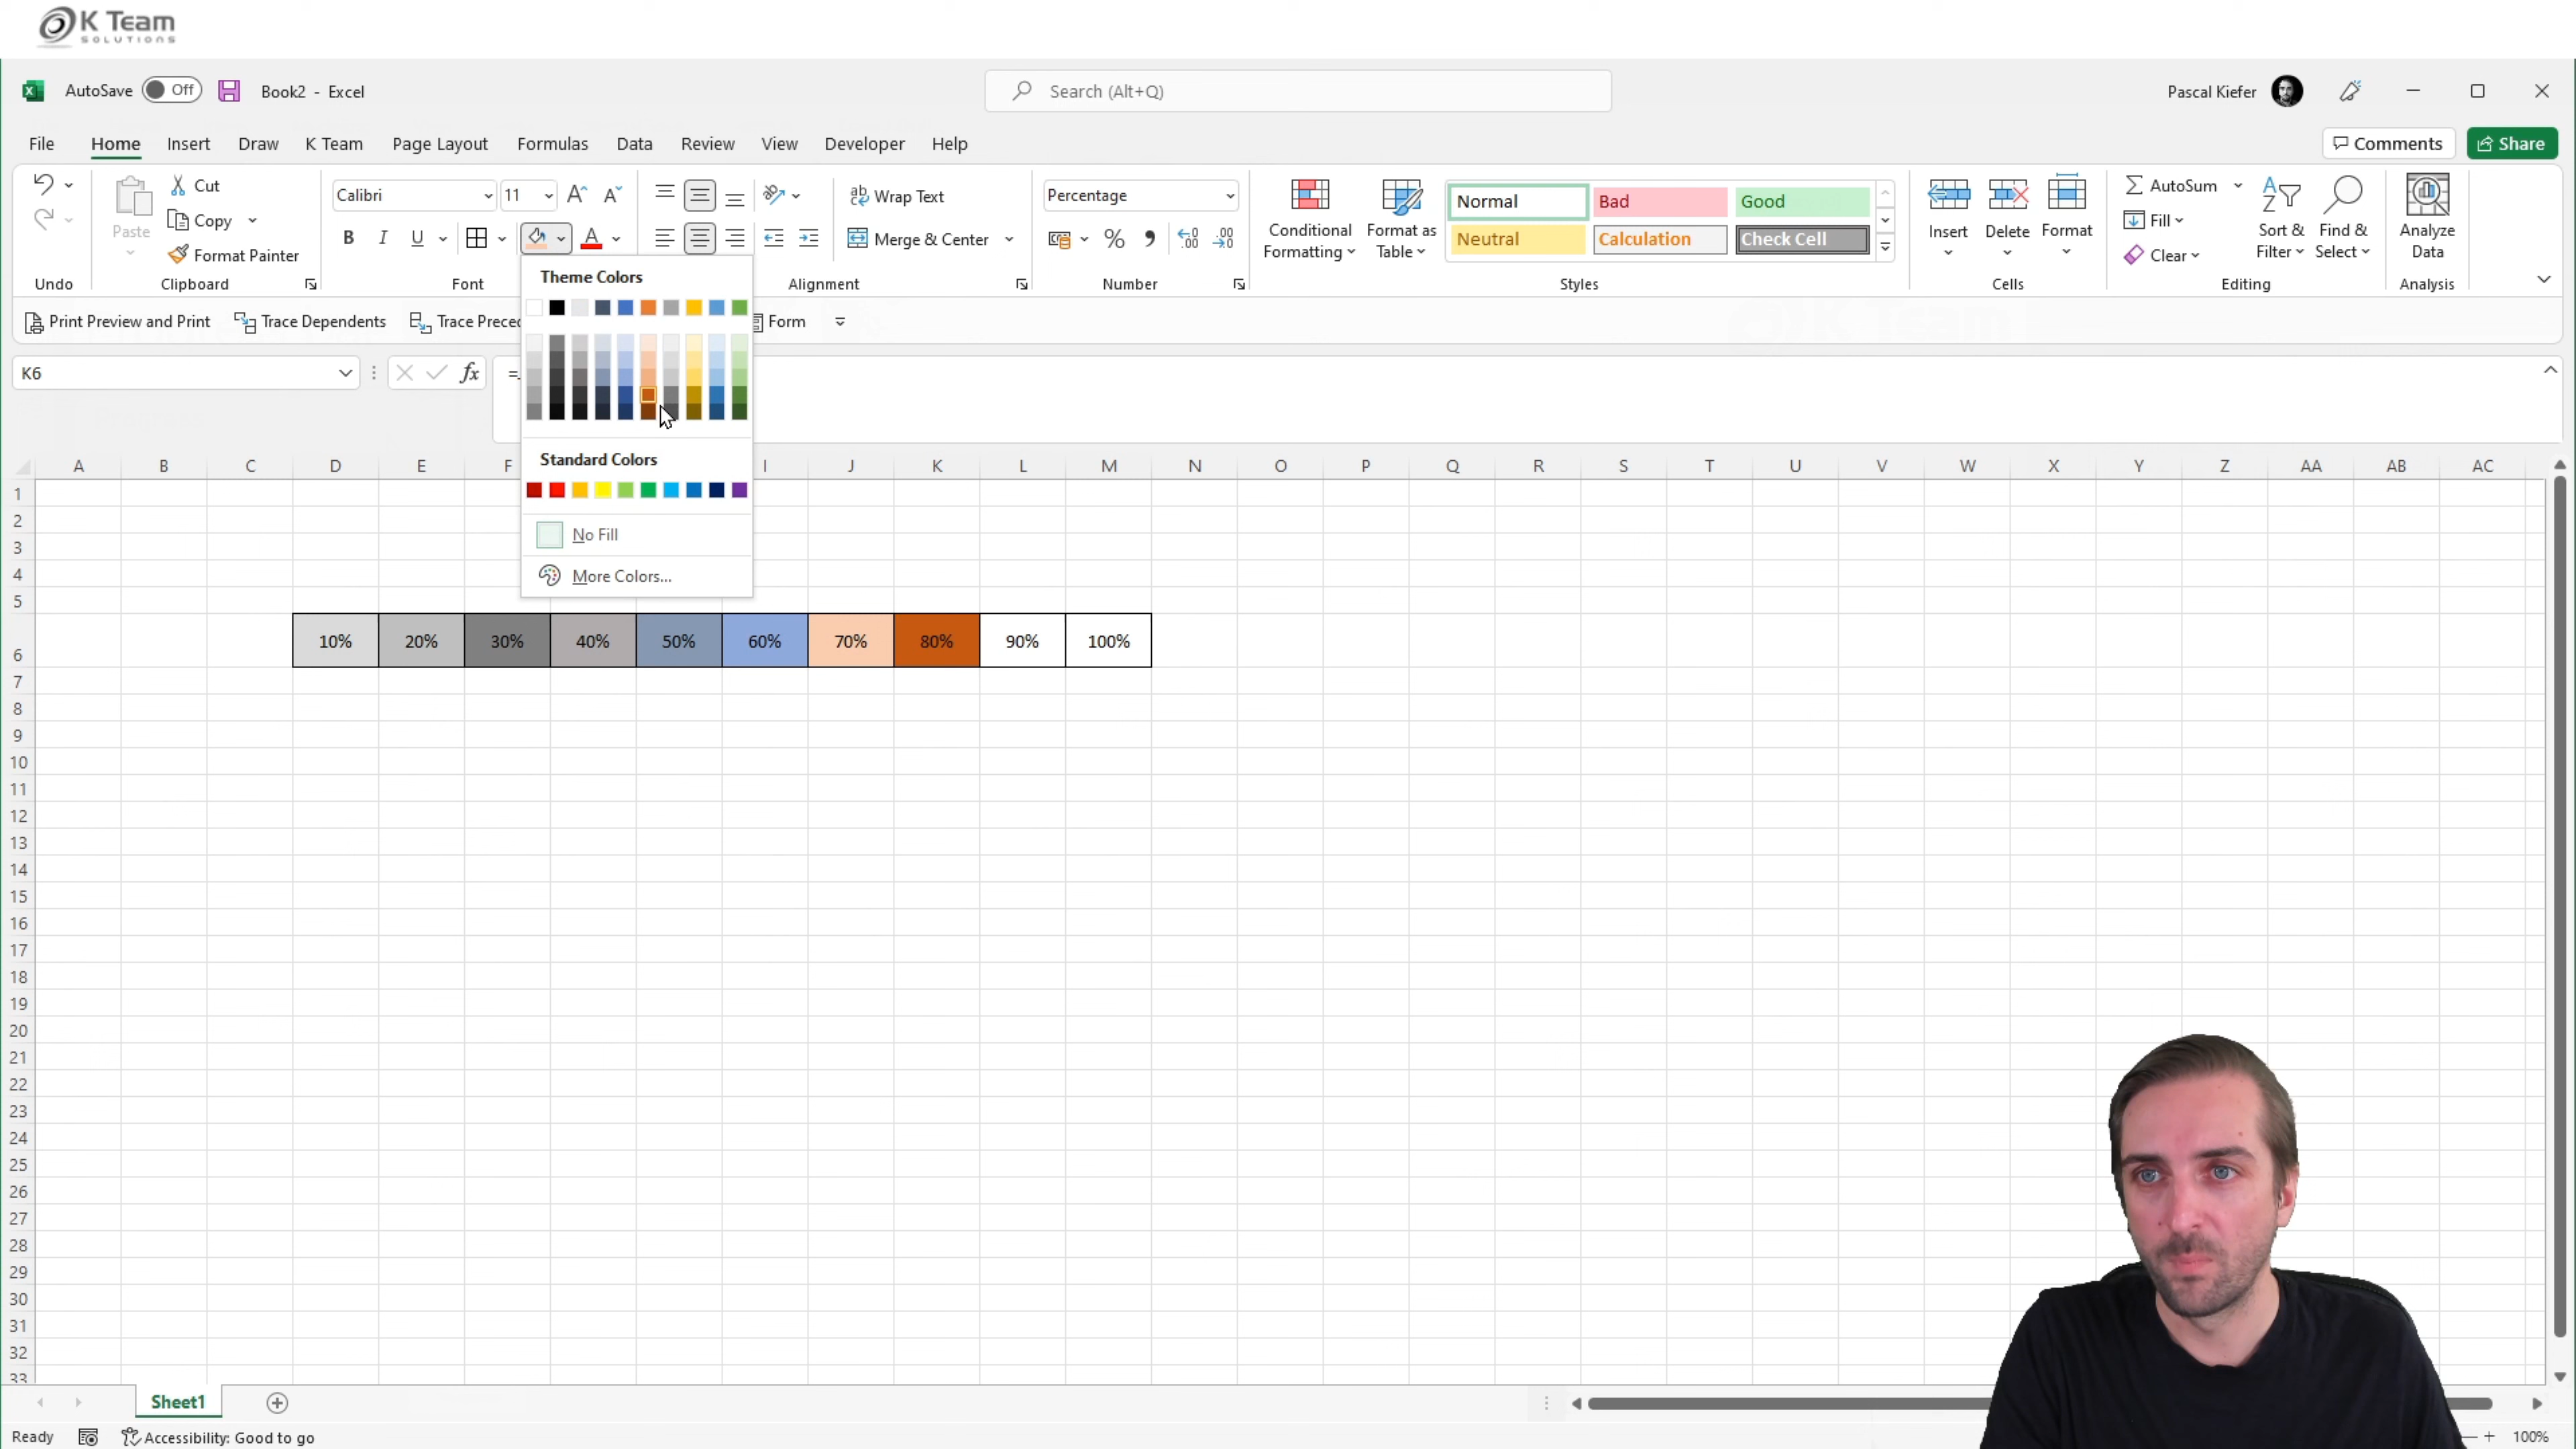 K Team
SOLUTIONS
AutoSave Off Book2 - Excel Search (Alt+Q) Pascal Kiefer
File Home Insert Draw K Team Page Layout Formulas Data Review View Developer Help Comments Share
Paste Cut Copy Format Painter
Calibri 11
B I U A
ab Wrap Text
Merge & Center
Percentage
% 9 .00
Conditional Formatting Format as Table
Normal Bad Good
Neutral Calculation Check Cell
Insert Delete Format
AutoSum Fill Clear
Sort & Filter Find & Select
Analyze Data
Undo Clipboard Font Alignment Number Styles Cells Editing Analysis
Print Preview and Print Trace Dependents Trace Form
Theme Colors
K6 fx =
Standard Colors
No Fill
More Colors...
A B C D E F I J K L M N O P Q R S T U V W X Y Z AA AB AC
1
2
3
4
5
6 10% 20% 30% 40% 50% 60% 70% 80% 90% 100%
7
8
9
10
11
12
13
14
15
16
17
18
19
20
21
22
23
24
25
26
27
28
29
30
31
32
33
Sheet1
Ready Accessibility: Good to go 100%